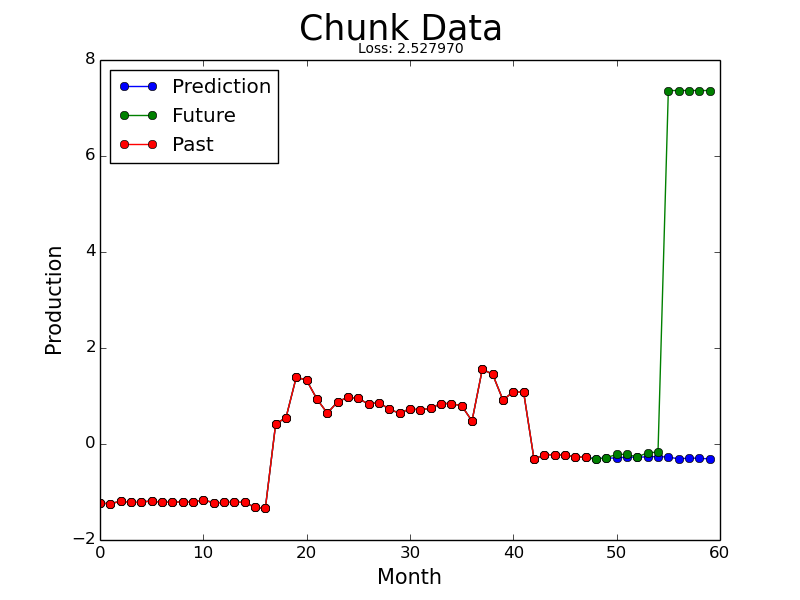 Chunk Data
Loss: 2.527970
Prediction
Future
Past
Production
8
6
4
2
0
−2
0 10 20 30 40 50 60
Month